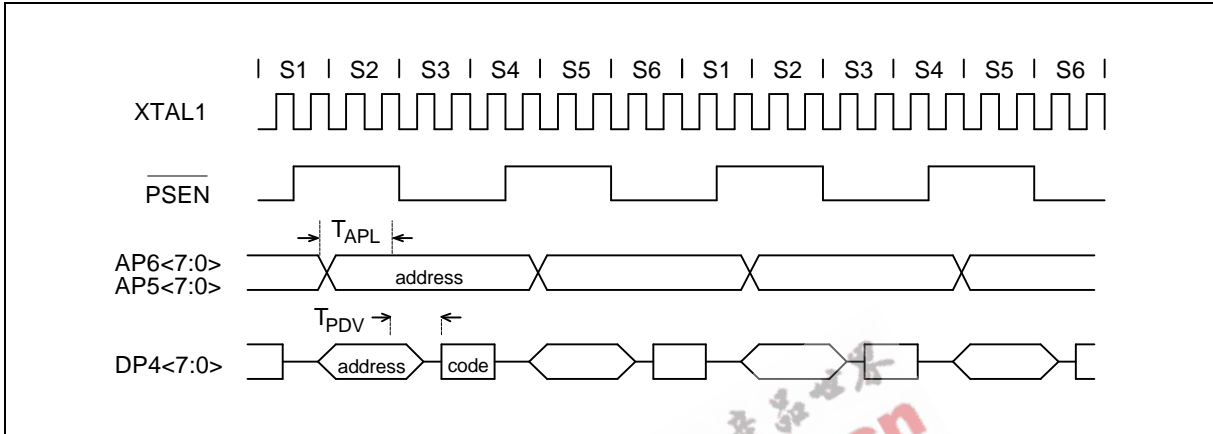 | S1 | S2 | S3 | S4 | S5 | S6 | S1 | S2 | S3 | S4 | S5 | S6 |
XTAL1
PSEN
TAPL
AP6<7:0>
AP5<7:0>
address
TPDV
DP4<7:0>
address
code